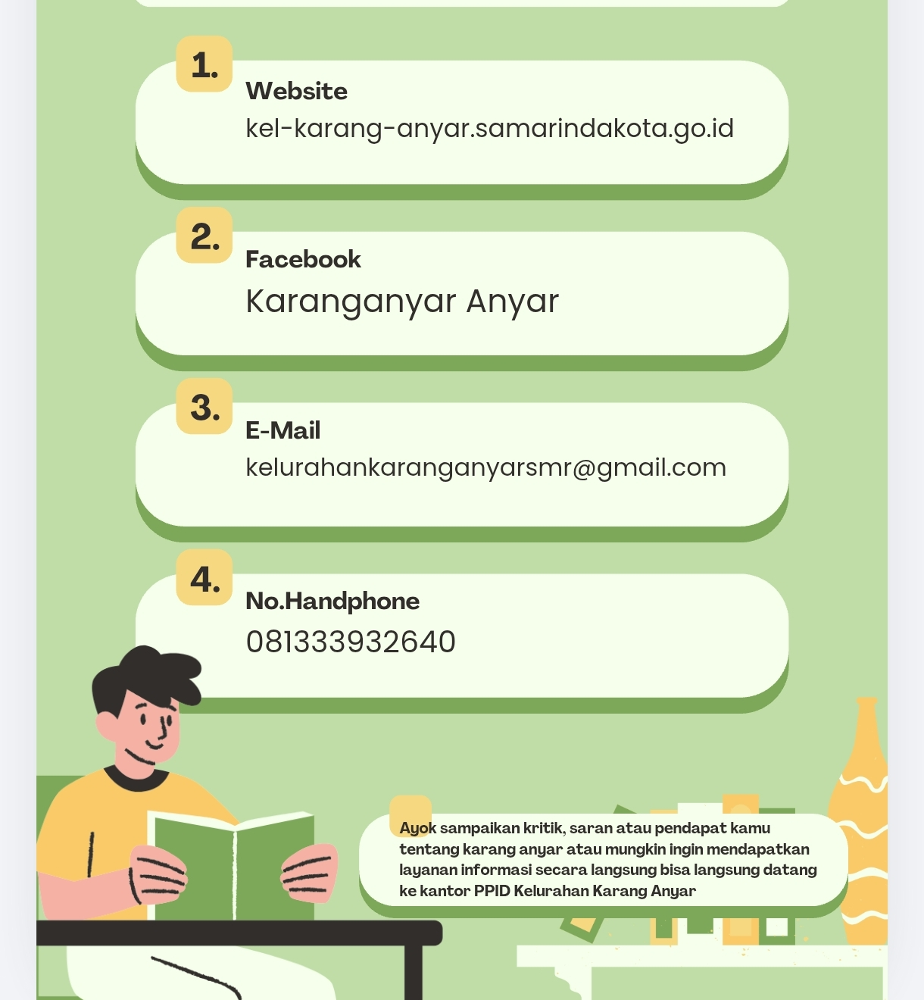 1.
Website
kel-karang-anyar.samarindakota.go.id
2.
Facebook
Karanganyar Anyar
3.
E-Mail
kelurahankaranganyarsmr@gmail.com
4.
No.Handphone
081333932640
Ayok sampaikan kritik, saran atau pendapat kamu
tentang karang anyar atau mungkin ingin mendapatkan
layanan informasi secara langsung bisa langsung datang
ke kantor PPID Kelurahan Karang Anyar